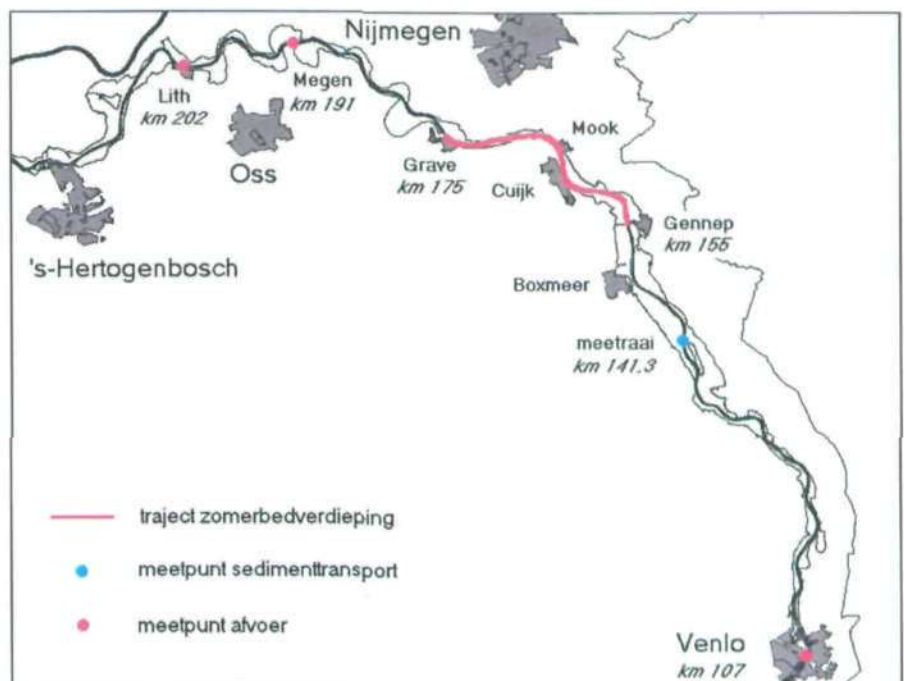 Nijmegen
Lith
km 202
Megen
km 191
Oss
Grave
km 175
Mook
Cuijk
Gennep
km 155
's-Hertogenbosch
Boxmeer
meetraai
km 141.3
traject zomerbedverdieping
meetpunt sedimenttransport
meetpunt afvoer
Venlo
km 107